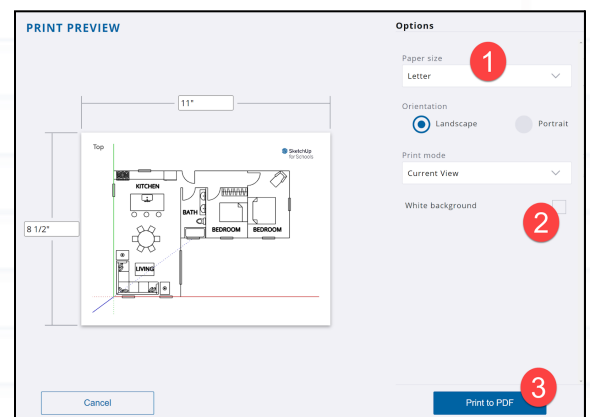 PRINT PREVIEW
Options
Paper size
1
Letter
11"
Orientation
Landscape
Portrait
Top
SketchUp
for Schools
Print mode
Current View
KITCHEN
White background
2
BATH
8 1/2"
BEDROOM
BEDROOM
LIVING
3
Cancel
Print to PDF